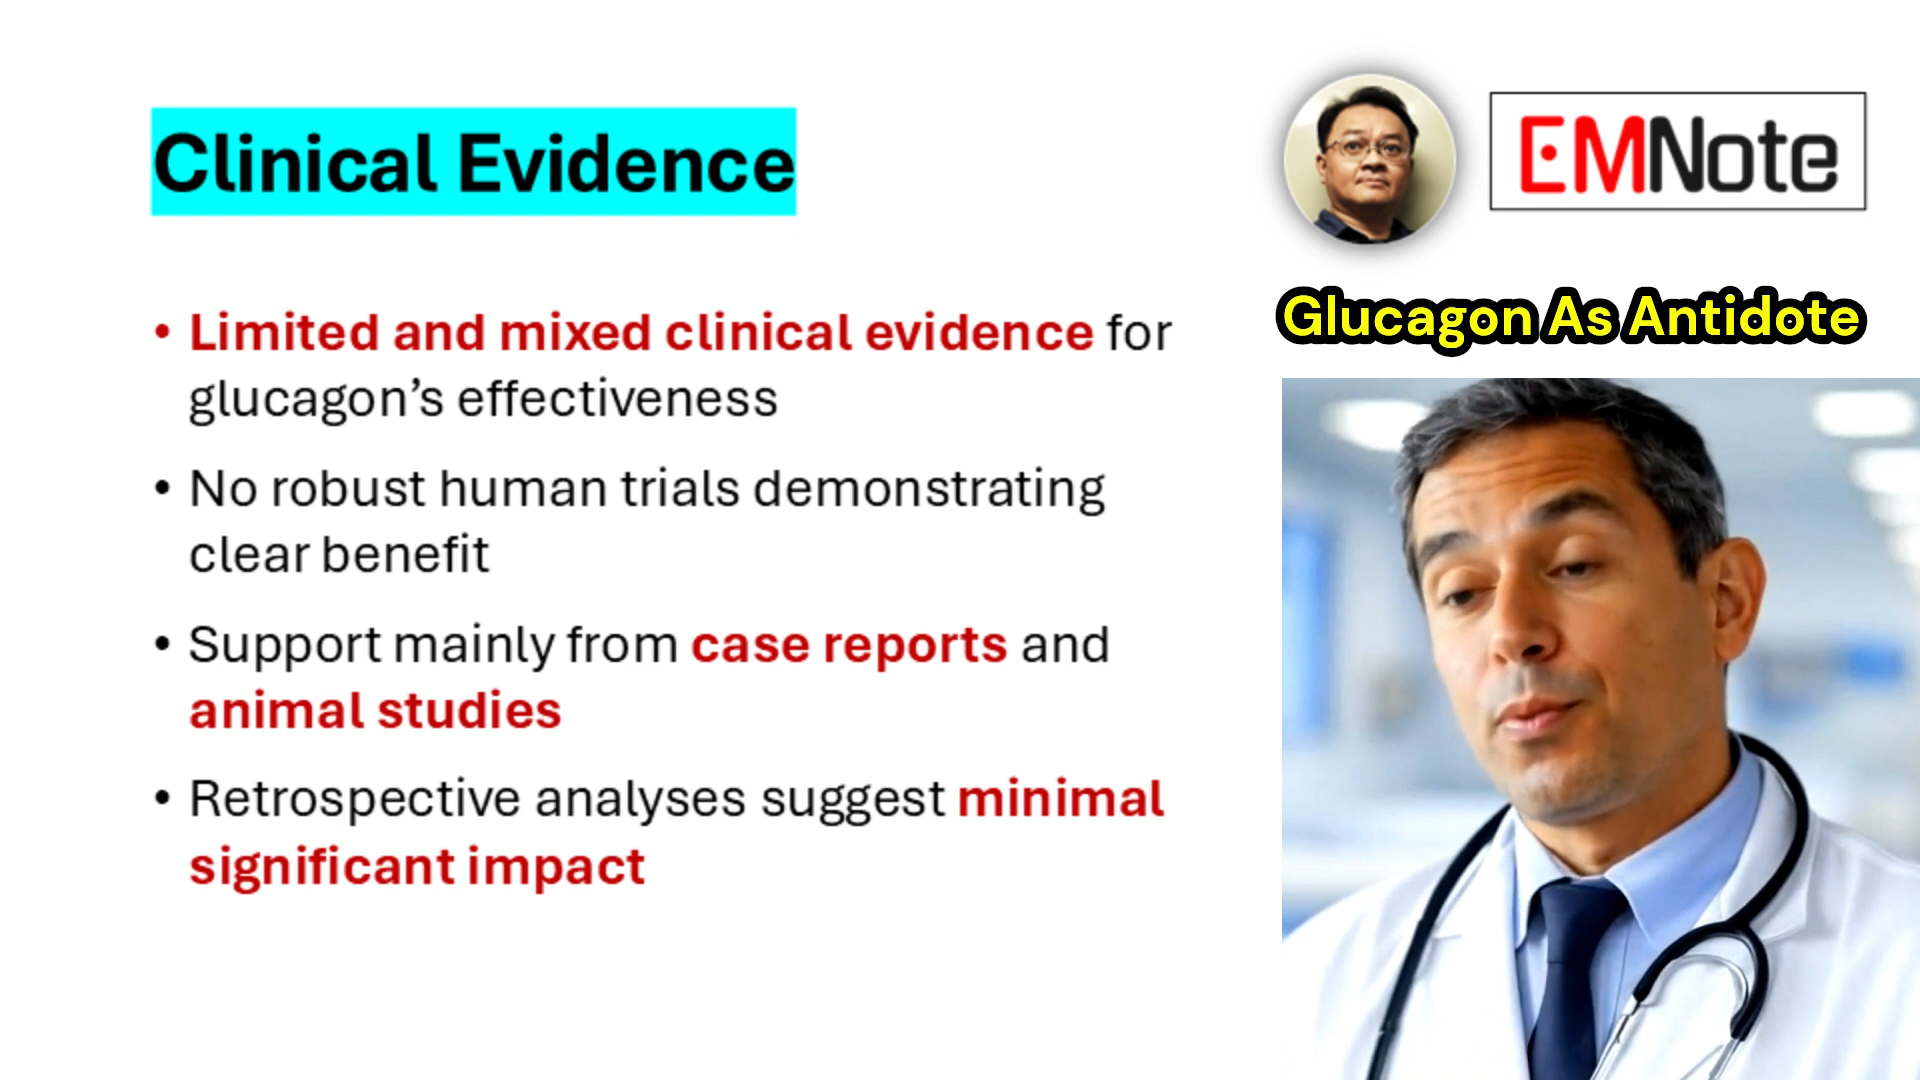 Clinical Evidence
EMNote
Glucagon As Antidote
• Limited and mixed clinical evidence for
glucagon’s effectiveness
• No robust human trials demonstrating
clear benefit
• Support mainly from case reports and
animal studies
• Retrospective analyses suggest minimal
significant impact